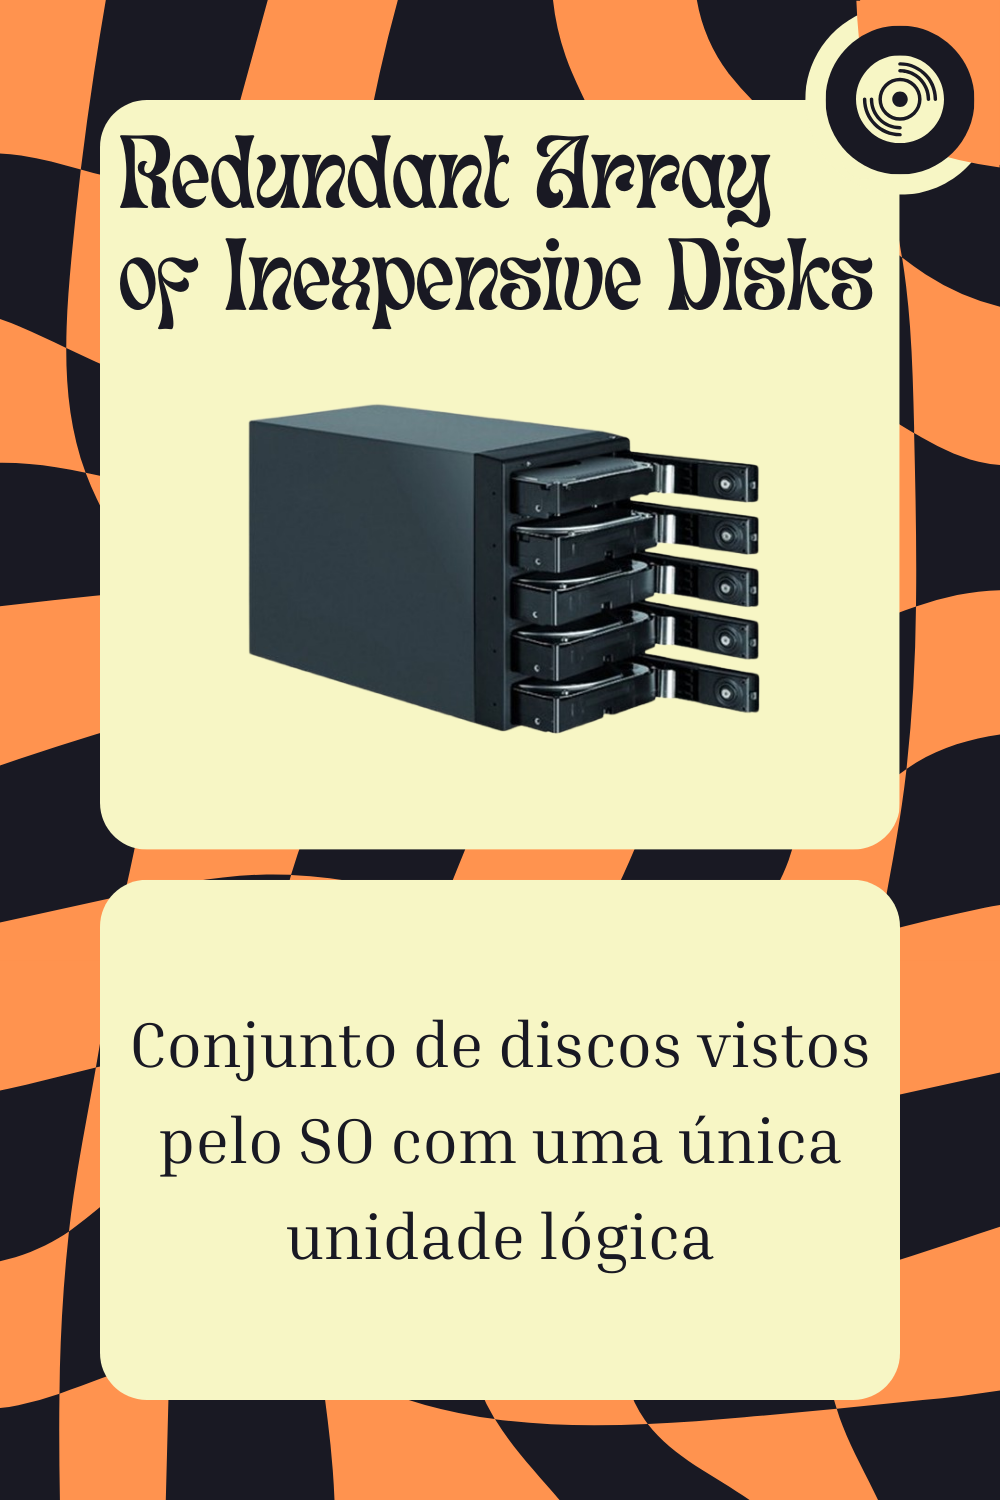 Redundant Array
of Inexpensive Disks
Conjunto de discos vistos
pelo SO com uma única
unidade lógica